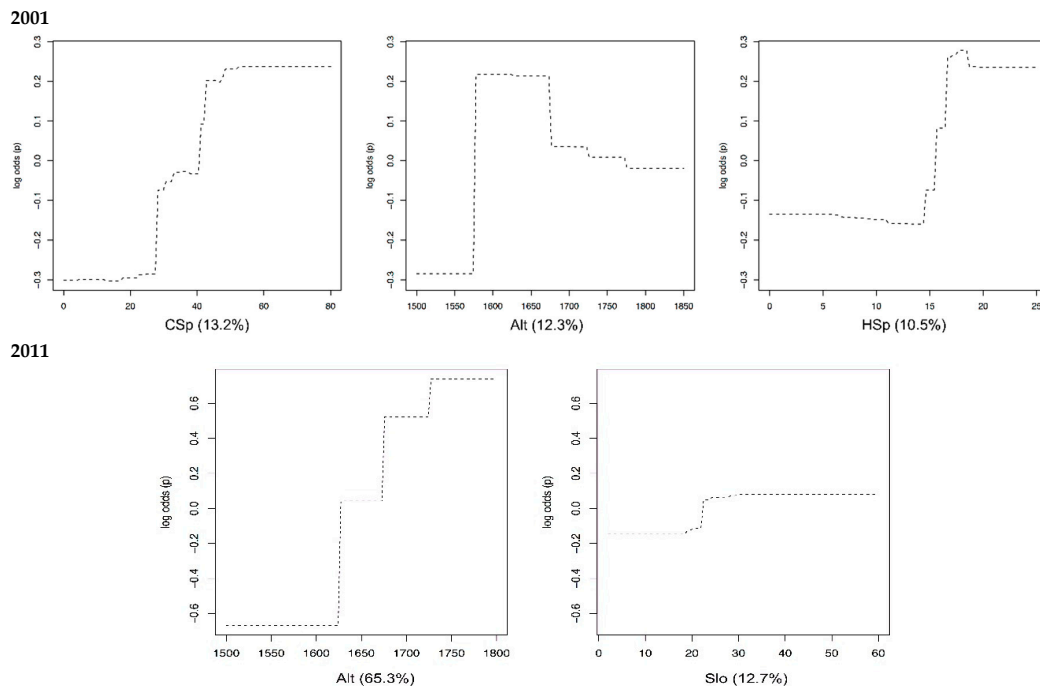 2001
0.3
0.2
0.1
0.0
−0.1
−0.2
−0.3
log odds (p)
0 20 40 60 80
CSp (13.2%)
0.3
0.2
0.1
0.0
−0.1
−0.2
−0.3
log odds (p)
1500 1550 1600 1650 1700 1750 1800 1850
Alt (12.3%)
0.3
0.2
0.1
0.0
−0.1
−0.2
−0.3
log odds (p)
0 5 10 15 20 25
HSp (10.5%)
2011
0.6
0.4
0.2
0.0
−0.2
−0.4
−0.6
log odds (p)
1500 1550 1600 1650 1700 1750 1800
Alt (65.3%)
0.6
0.4
0.2
0.0
−0.2
−0.4
−0.6
log odds (p)
0 10 20 30 40 50 60
Slo (12.7%)